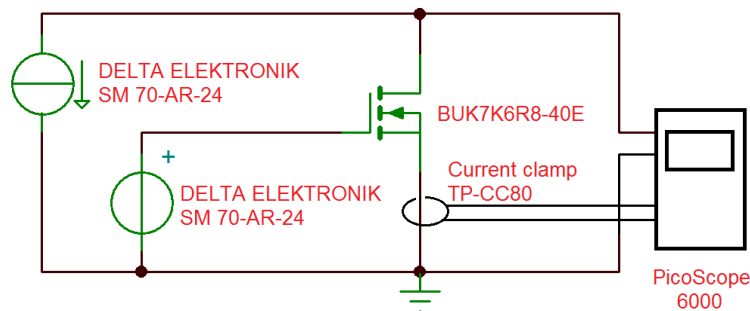 DELTA ELEKTRONIK
SM 70-AR-24
BUK7K6R8-40E
+
DELTA ELEKTRONIK
SM 70-AR-24
Current clamp
TP-CC80
PicoScope
6000